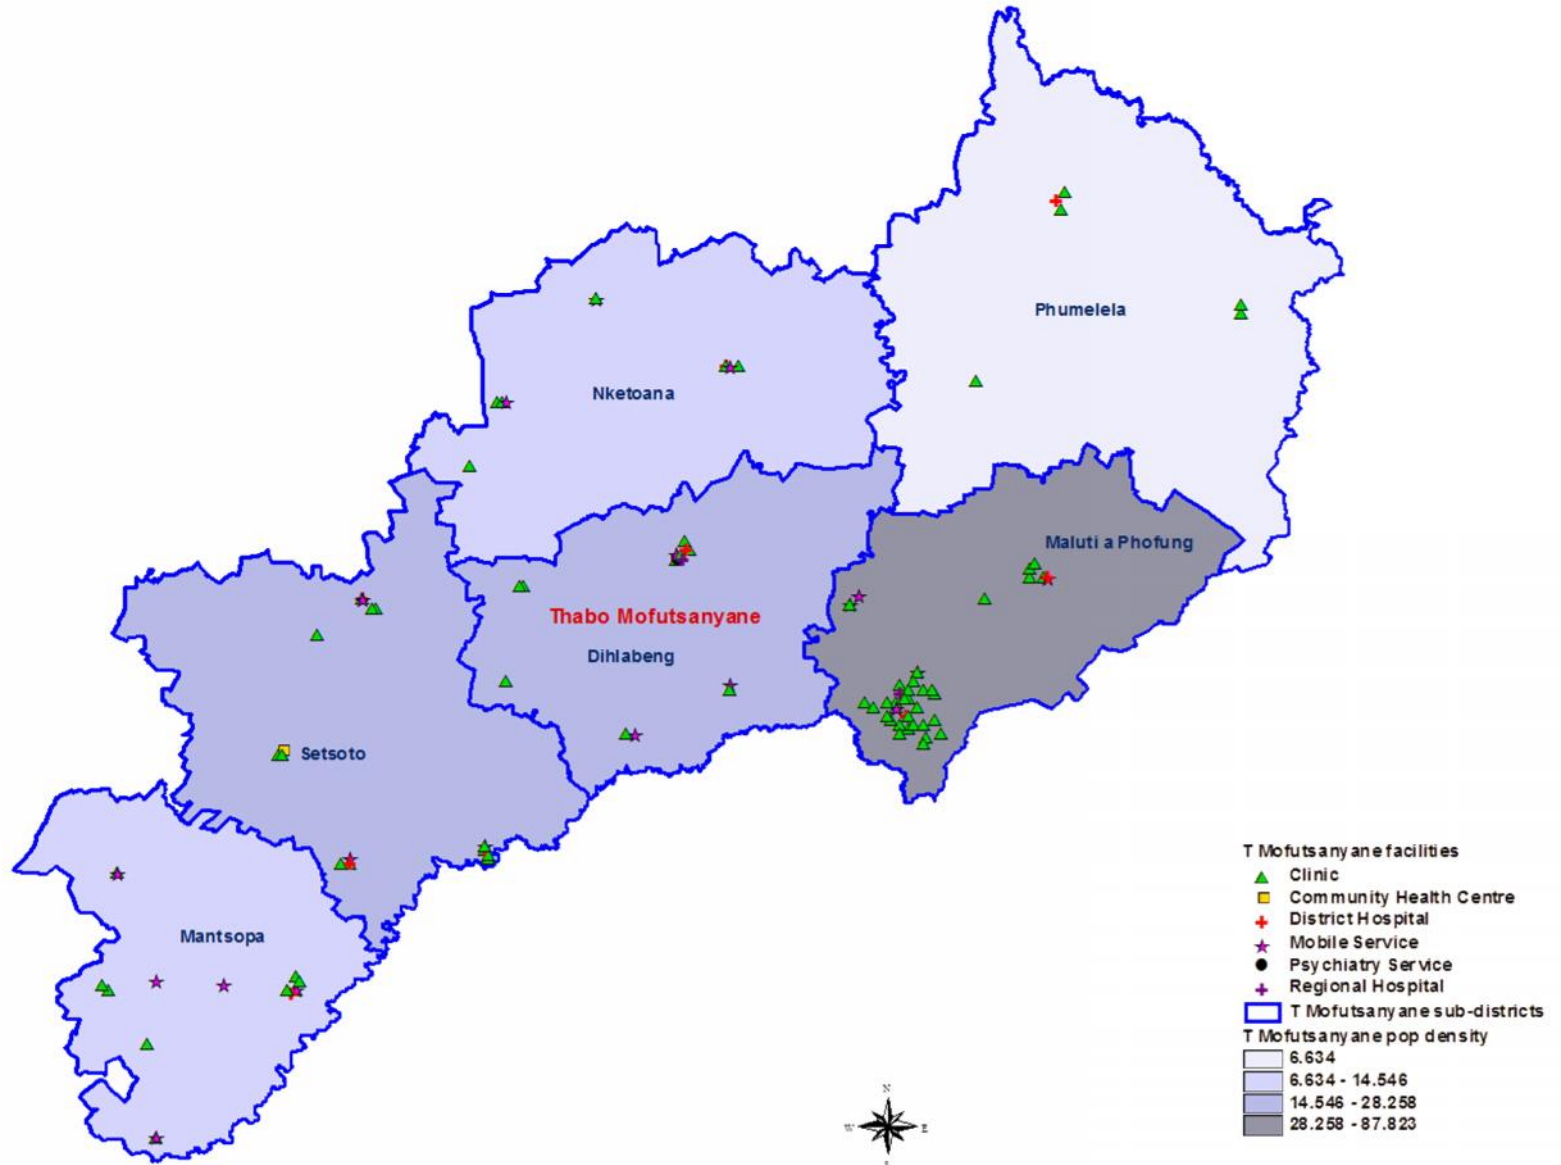 Phumelela
Nketoana
Maluti a Phofung
Thabo Mofutsanyane
Dihlabeng
Setsoto
Mantsopa
T Mofutsanyane facilities
Clinic
Community Health Centre
District Hospital
Mobile Service
Psychiatry Service
Regional Hospital
T Mofutsanyane sub-districts
T Mofutsanyane pop density
6.634
6.634 - 14.546
14.546 - 28.258
28.258 - 87.823
N
W E
S